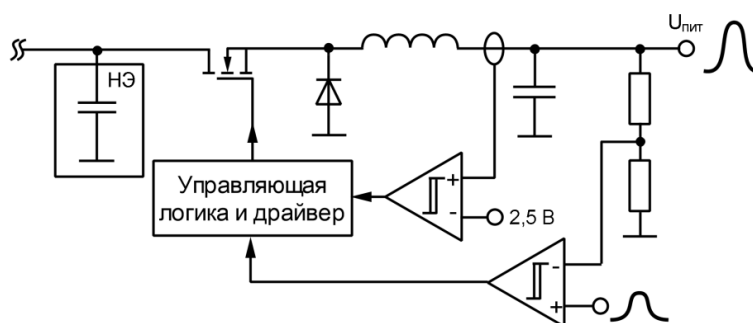 Uпит
НЭ
Управляющая
логика и драйвер
+
-
2,5 В
-
+